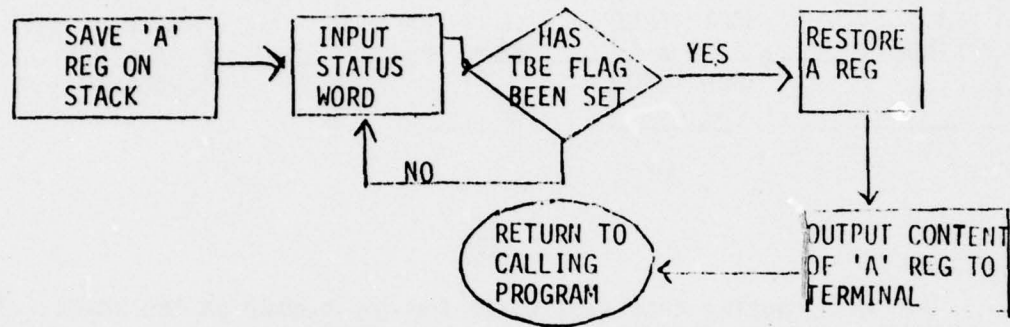 SAVE 'A'
REG ON
STACK
INPUT
STATUS
WORD
HAS
TBE FLAG
BEEN SET
YES
RESTORE
A REG
NO
RETURN TO
CALLING
PROGRAM
OUTPUT CONTENT
OF 'A' REG TO
TERMINAL